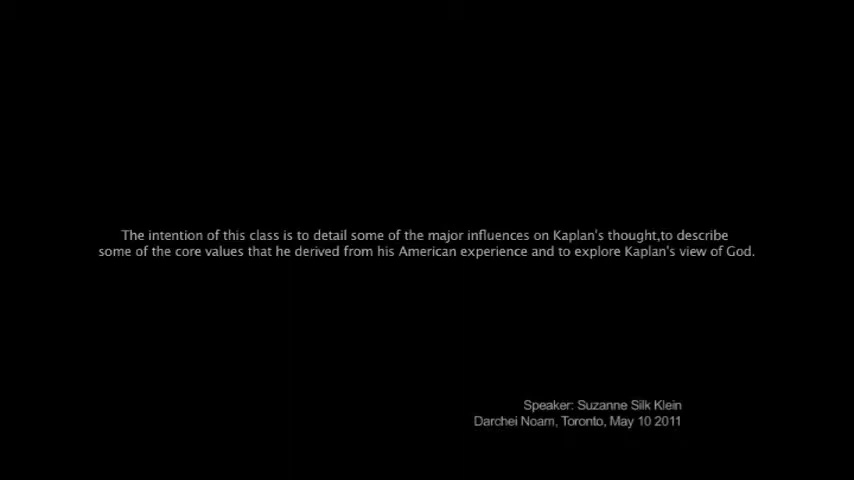 The intention of this class is to detail some of the major influences on Kaplan's thought,to describe
some of the core values that he derived from his American experience and to explore Kaplan's view of God.
Speaker: Suzanne Silk Klein
Darchei Noam, Toronto, May 10 2011